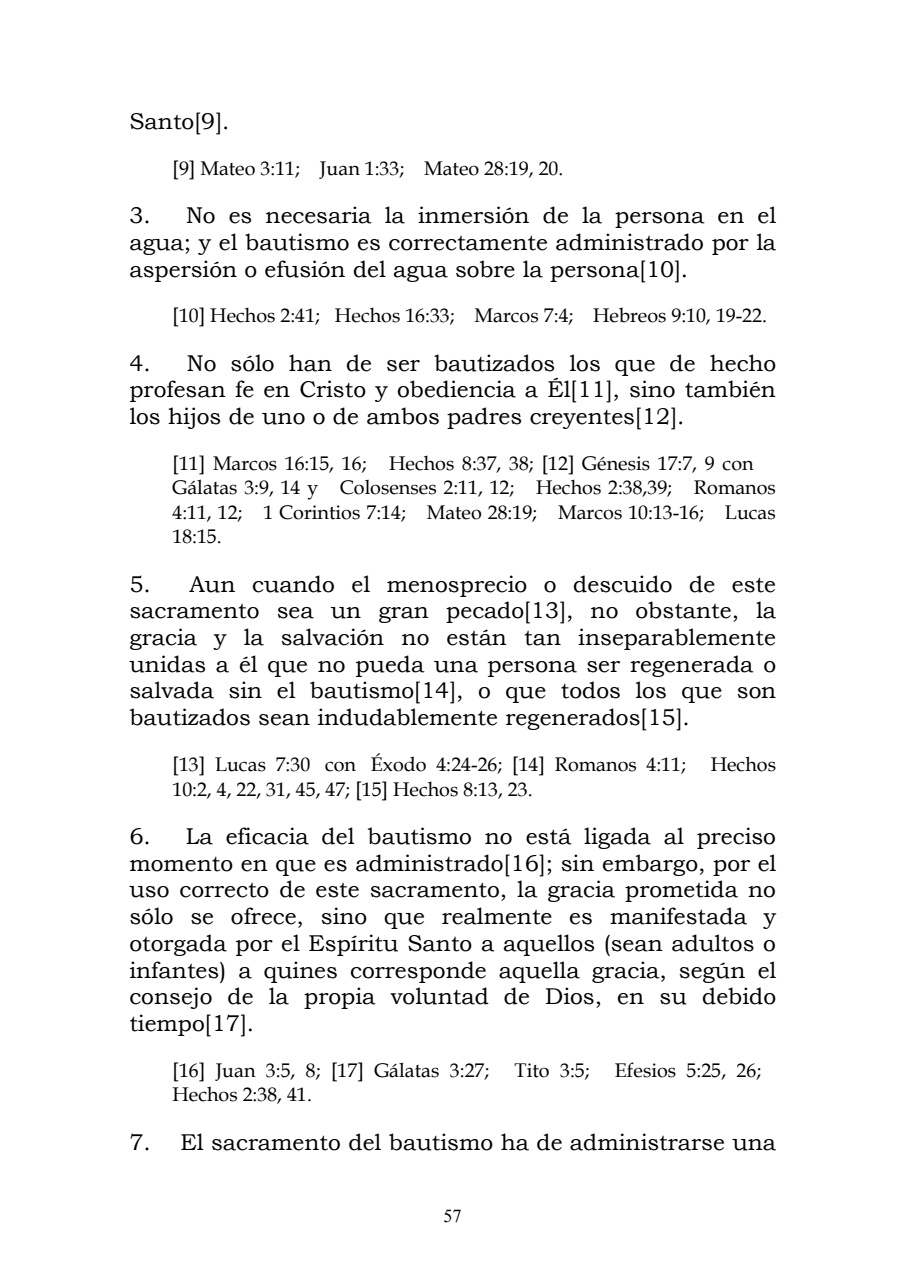 Santo[9].
[9] Mateo 3:11; Juan 1:33; Mateo 28:19, 20.
3. No es necesaria la inmersión de la persona en el
agua; y el bautismo es correctamente administrado por la
aspersión o efusión del agua sobre la persona[10].
[10] Hechos 2:41; Hechos 16:33; Marcos 7:4; Hebreos 9:10, 19-22.
4. No sólo han de ser bautizados los que de hecho
profesan fe en Cristo y obediencia a Él[11], sino también
los hijos de uno o de ambos padres creyentes[12].
[11] Marcos 16:15, 16; Hechos 8:37, 38; [12] Génesis 17:7, 9 con
Gálatas 3:9, 14 y Colosenses 2:11, 12; Hechos 2:38,39; Romanos
4:11, 12; 1 Corintios 7:14; Mateo 28:19; Marcos 10:13-16; Lucas
18:15.
5. Aun cuando el menosprecio o descuido de este
sacramento sea un gran pecado[13], no obstante, la
gracia y la salvación no están tan inseparablemente
unidas a él que no pueda una persona ser regenerada o
salvada sin el bautismo[14], o que todos los que son
bautizados sean indudablemente regenerados[15].
[13] Lucas 7:30 con Éxodo 4:24-26; [14] Romanos 4:11; Hechos
10:2, 4, 22, 31, 45, 47; [15] Hechos 8:13, 23.
6. La eficacia del bautismo no está ligada al preciso
momento en que es administrado[16]; sin embargo, por el
uso correcto de este sacramento, la gracia prometida no
sólo se ofrece, sino que realmente es manifestada y
otorgada por el Espíritu Santo a aquellos (sean adultos o
infantes) a quines corresponde aquella gracia, según el
consejo de la propia voluntad de Dios, en su debido
tiempo[17].
[16] Juan 3:5, 8; [17] Gálatas 3:27; Tito 3:5; Efesios 5:25, 26;
Hechos 2:38, 41.
7. El sacramento del bautismo ha de administrarse una
57